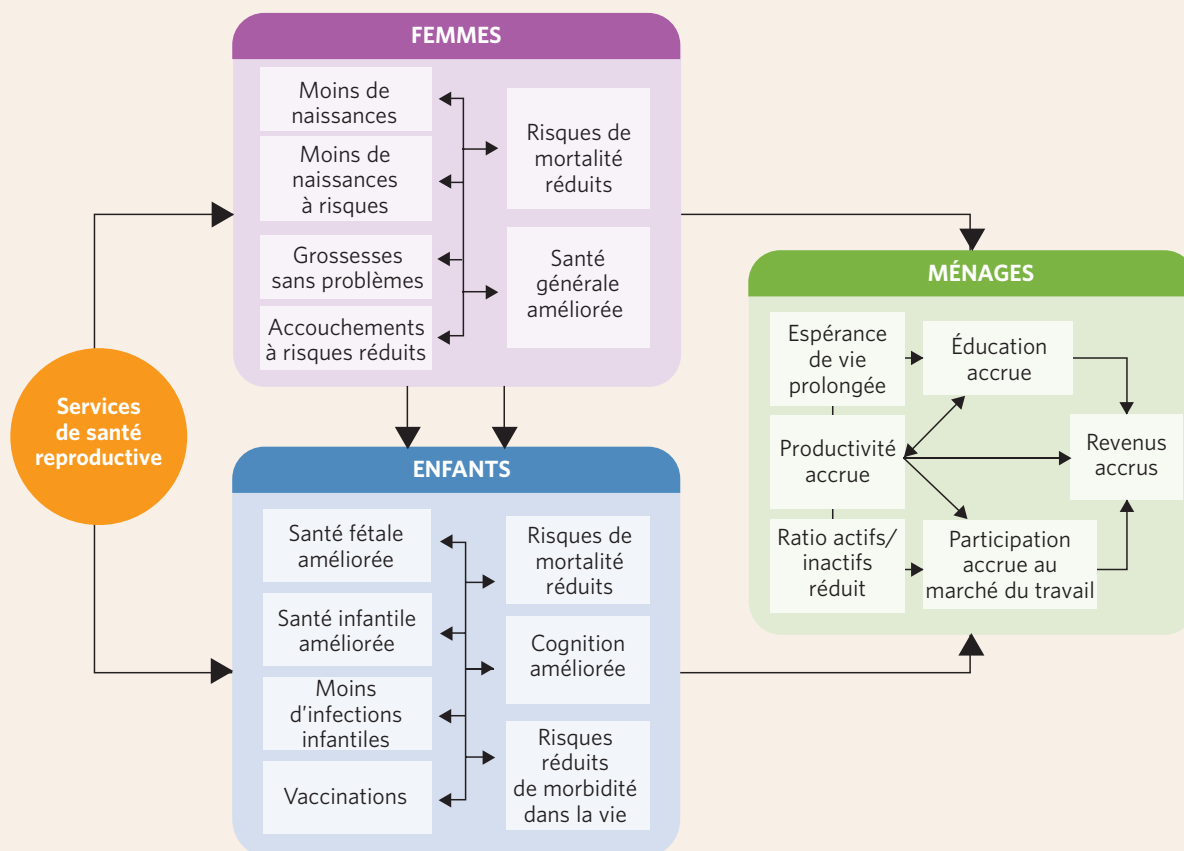 FEMMES
Moins de
naissances
Moins de
naissances
à risques
Grossesses
sans problèmes
Accouchements
à risques réduits
Risques de
mortalité
réduits
Santé
générale
améliorée
Services
de santé
reproductive
ENFANTS
Santé fétale
améliorée
Santé infantile
améliorée
Moins
d'infections
infantiles
Vaccinations
Risques de
mortalité
réduits
Cognition
améliorée
Risques
réduits
de morbidité
dans la vie
MÉNAGES
Espérance
de vie
prolongée
Productivité
accrue
Ratio actifs/
inactifs
réduit
Éducation
accrue
Participation
accrue au
marché du travail
Revenus
accrus